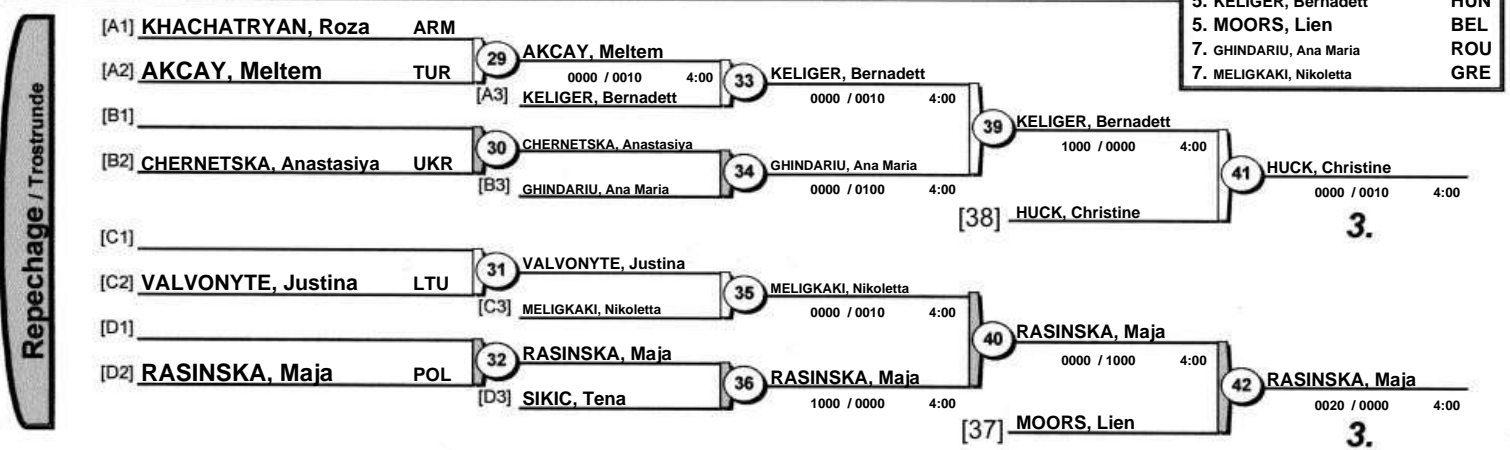 5. KELIGER, Bernadett HUN
5. MOORS, Lien BEL
7. GHINDARIU, Ana Maria ROU
7. MELIGKAKI, Nikoletta GRE
Repechage / Trostrunde
[A1] KHACHATRYAN, Roza ARM
29 AKCAY, Meltem
[A2] AKCAY, Meltem TUR
0000 / 0010 4:00
33 KELIGER, Bernadett
[A3] KELIGER, Bernadett
0000 / 0010 4:00
[B1]
39 KELIGER, Bernadett
30 CHERNETSKA, Anastasiya
1000 / 0000 4:00
[B2] CHERNETSKA, Anastasiya UKR
34 GHINDARIU, Ana Maria
41 HUCK, Christine
[B3] GHINDARIU, Ana Maria
0000 / 0100 4:00
0000 / 0010 4:00
[38] HUCK, Christine
3.
[C1]
31 VALVONYTE, Justina
[C2] VALVONYTE, Justina LTU
35 MELIGKAKI, Nikoletta
[C3] MELIGKAKI, Nikoletta
0000 / 0010 4:00
[D1]
40 RASINSKA, Maja
32 RASINSKA, Maja
0000 / 1000 4:00
[D2] RASINSKA, Maja POL
36 RASINSKA, Maja
42 RASINSKA, Maja
[D3] SIKIC, Tena
1000 / 0000 4:00
0020 / 0000 4:00
[37] MOORS, Lien
3.